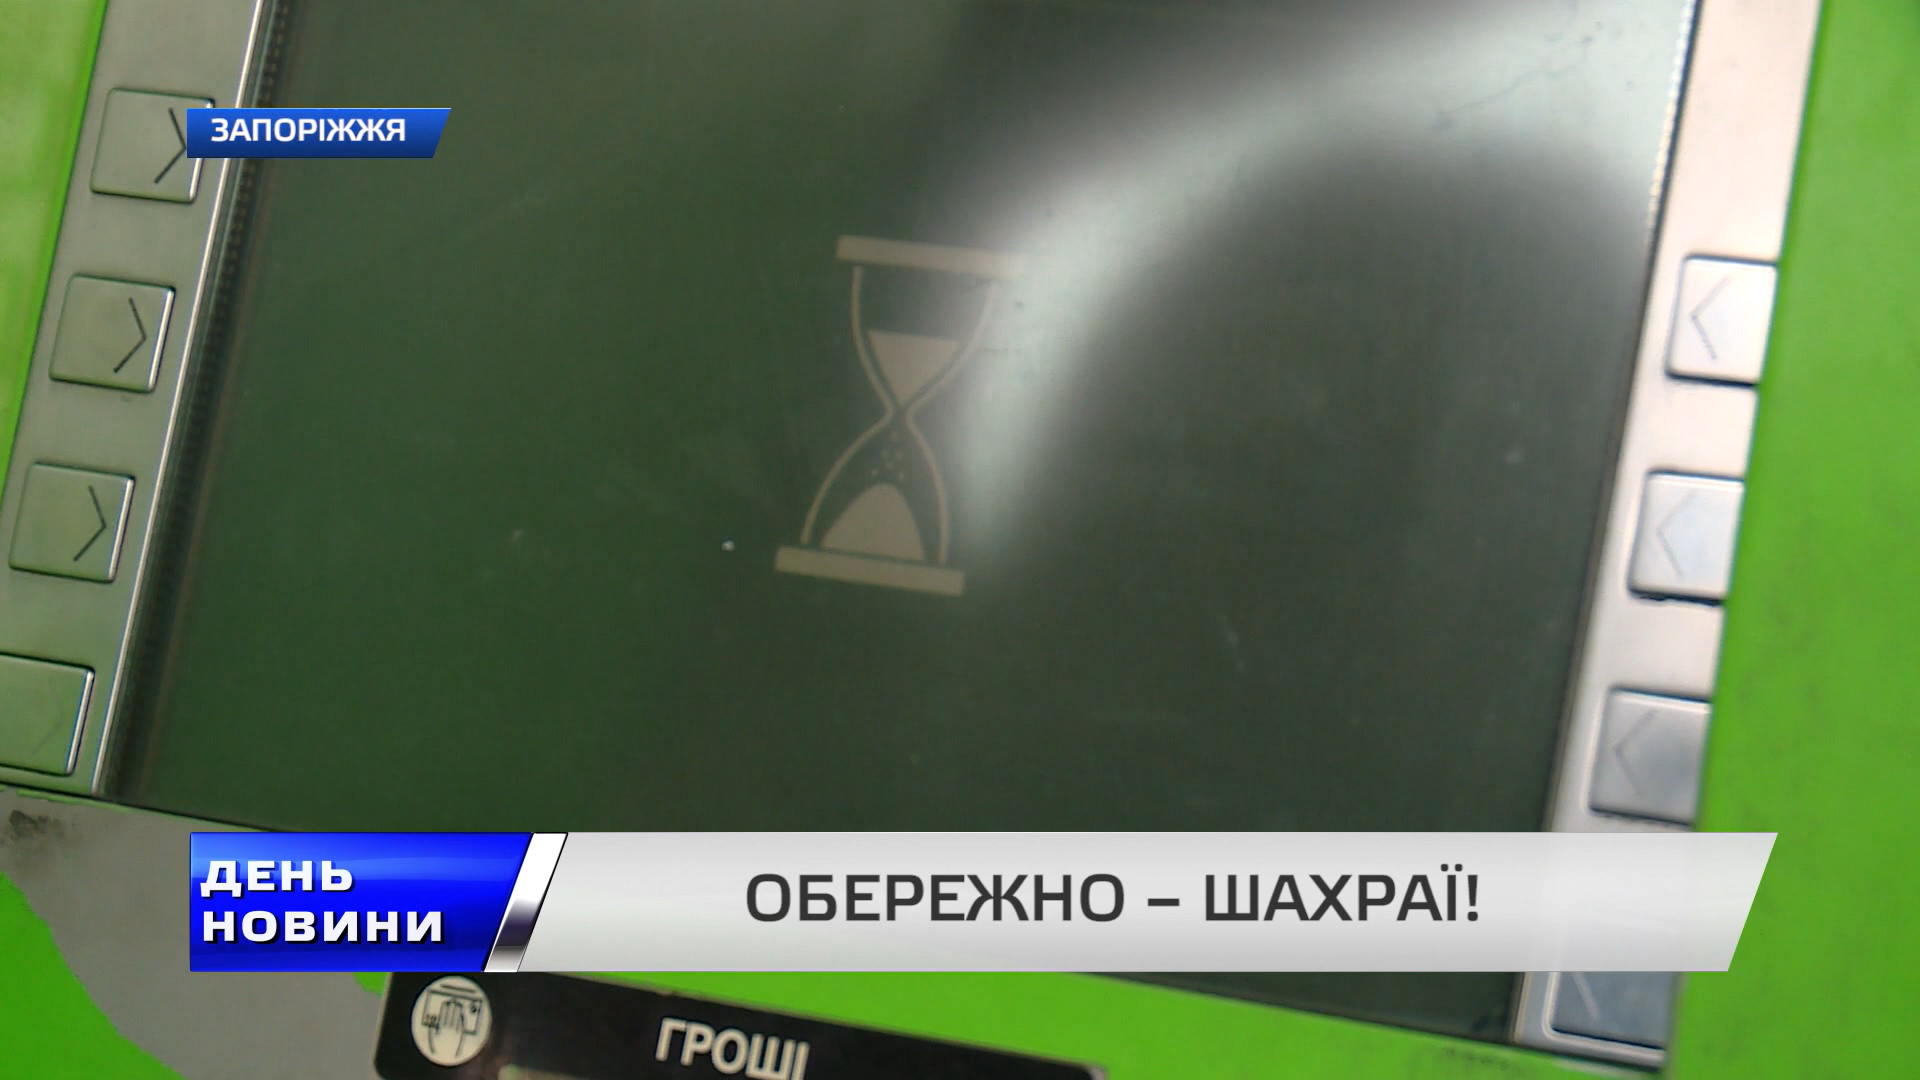 ЗАПОРІЖЖЯ
ДЕНЬ
НОВИНИ
ОБЕРЕЖНО – ШАХРАЇ!
ГРОШІ